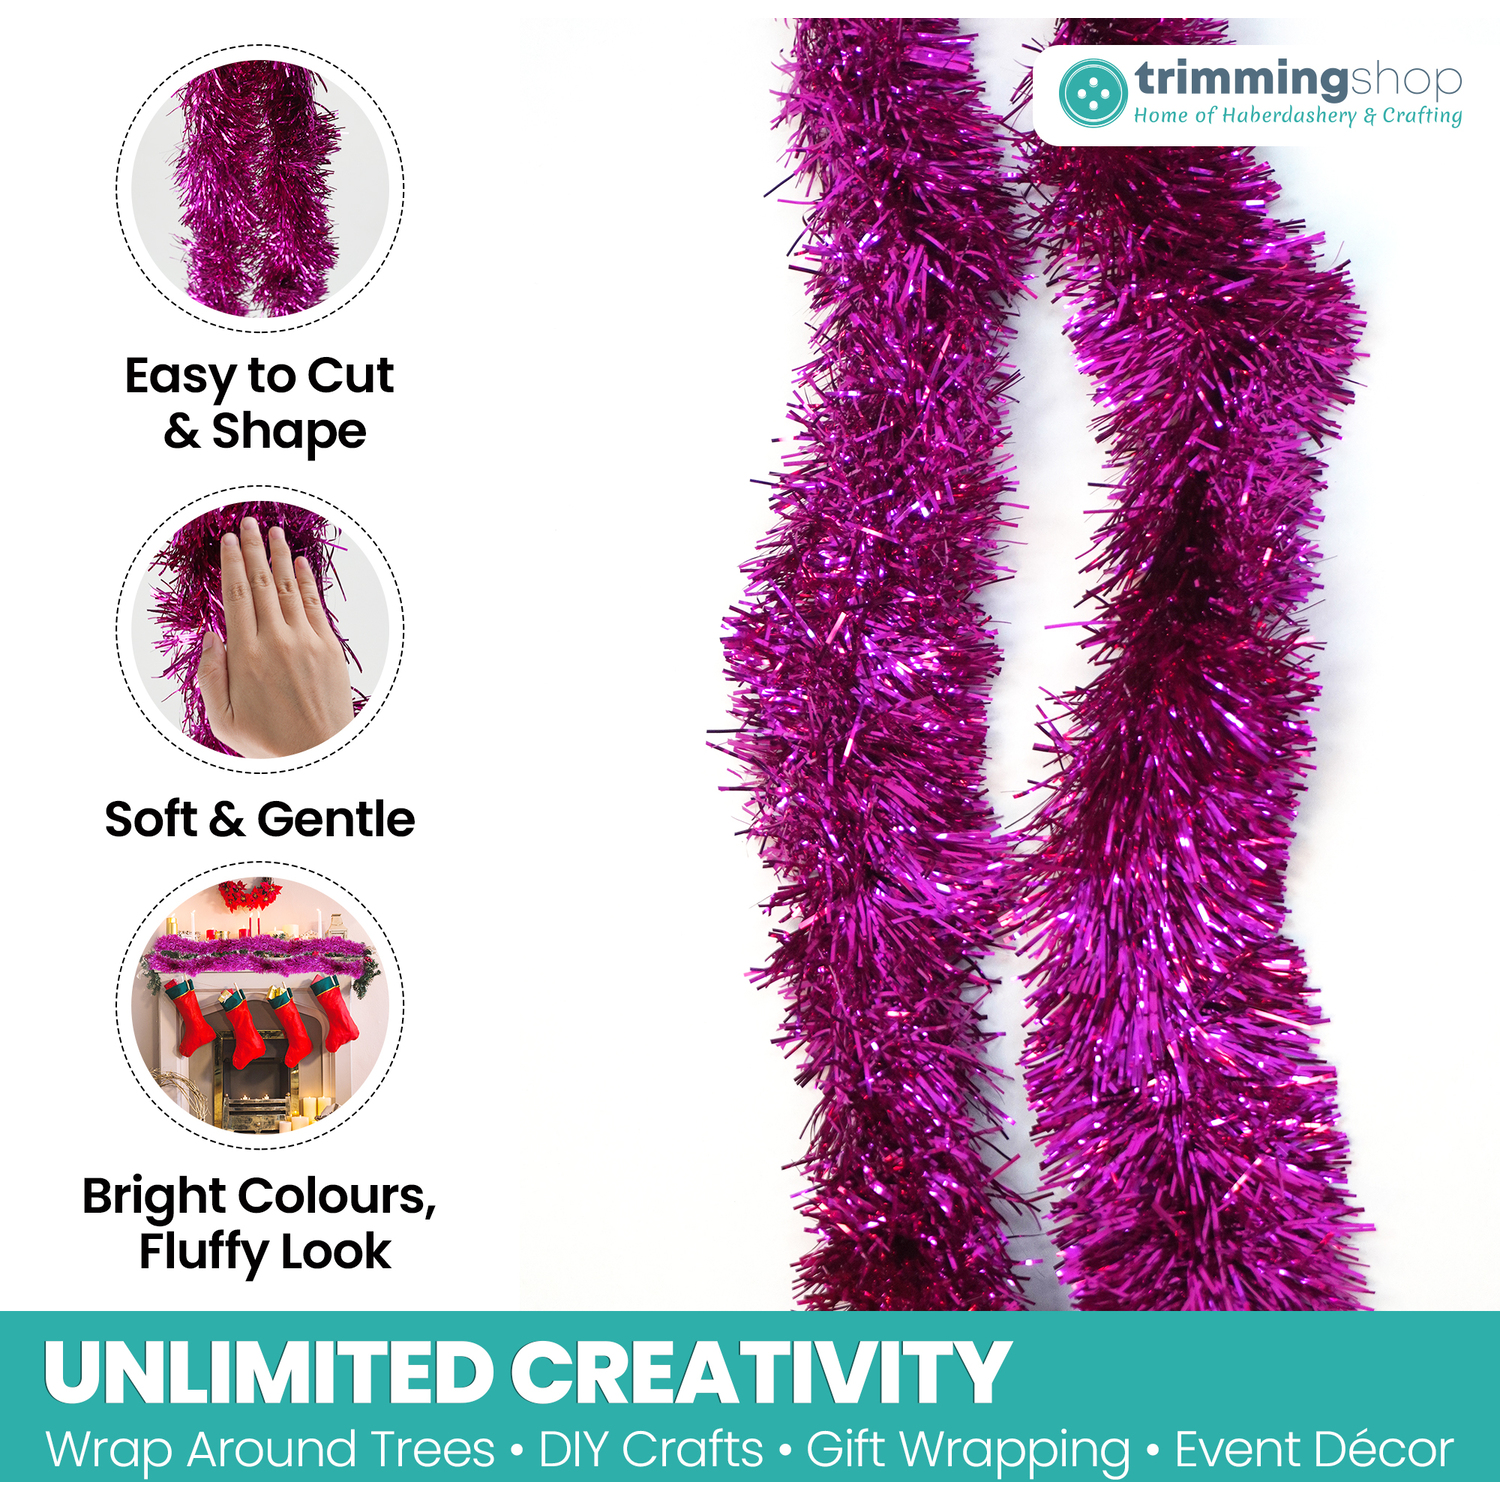 trimmingshop
Home of Haberdashery & Crafting
Easy to Cut
& Shape
Soft & Gentle
Bright Colours,
Fluffy Look
UNLIMITED CREATIVITY
Wrap Around Trees • DIY Crafts • Gift Wrapping • Event Décor